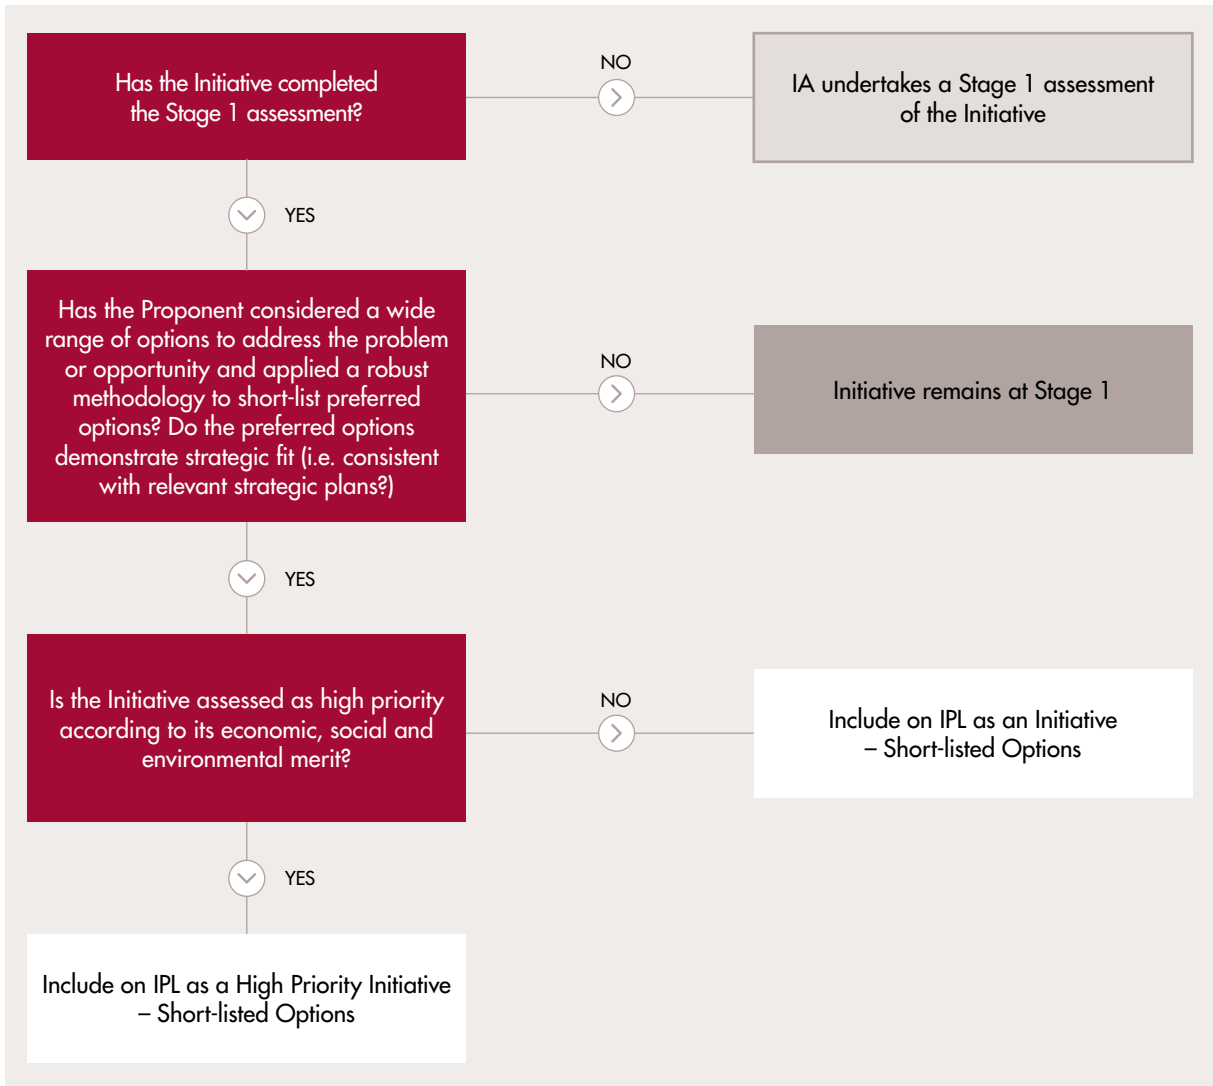 Has the Initiative completed
the Stage 1 assessment?
NO
IA undertakes a Stage 1 assessment
of the Initiative
YES
Has the Proponent considered a wide
range of options to address the problem
or opportunity and applied a robust
methodology to short-list preferred
options? Do the preferred options
demonstrate strategic fit (i.e. consistent
with relevant strategic plans?)
NO
Initiative remains at Stage 1
YES
Is the Initiative assessed as high priority
according to its economic, social and
environmental merit?
NO
Include on IPL as an Initiative
– Short-listed Options
YES
Include on IPL as a High Priority Initiative
– Short-listed Options